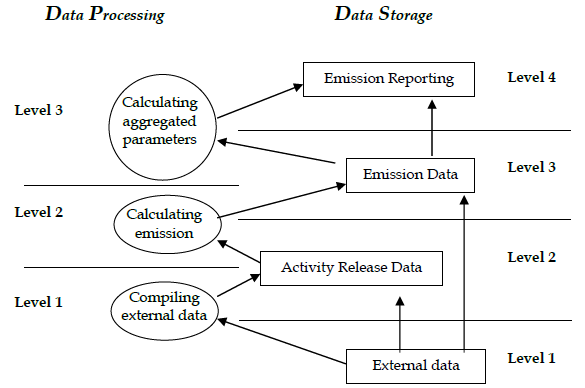 Data Processing
Data Storage
Emission Reporting
Level 4
Level 3
Calculating
aggregated
parameters
Emission Data
Level 3
Level 2
Calculating
emission
Activity Release Data
Level 2
Level 1
Compiling
external data
External data
Level 1